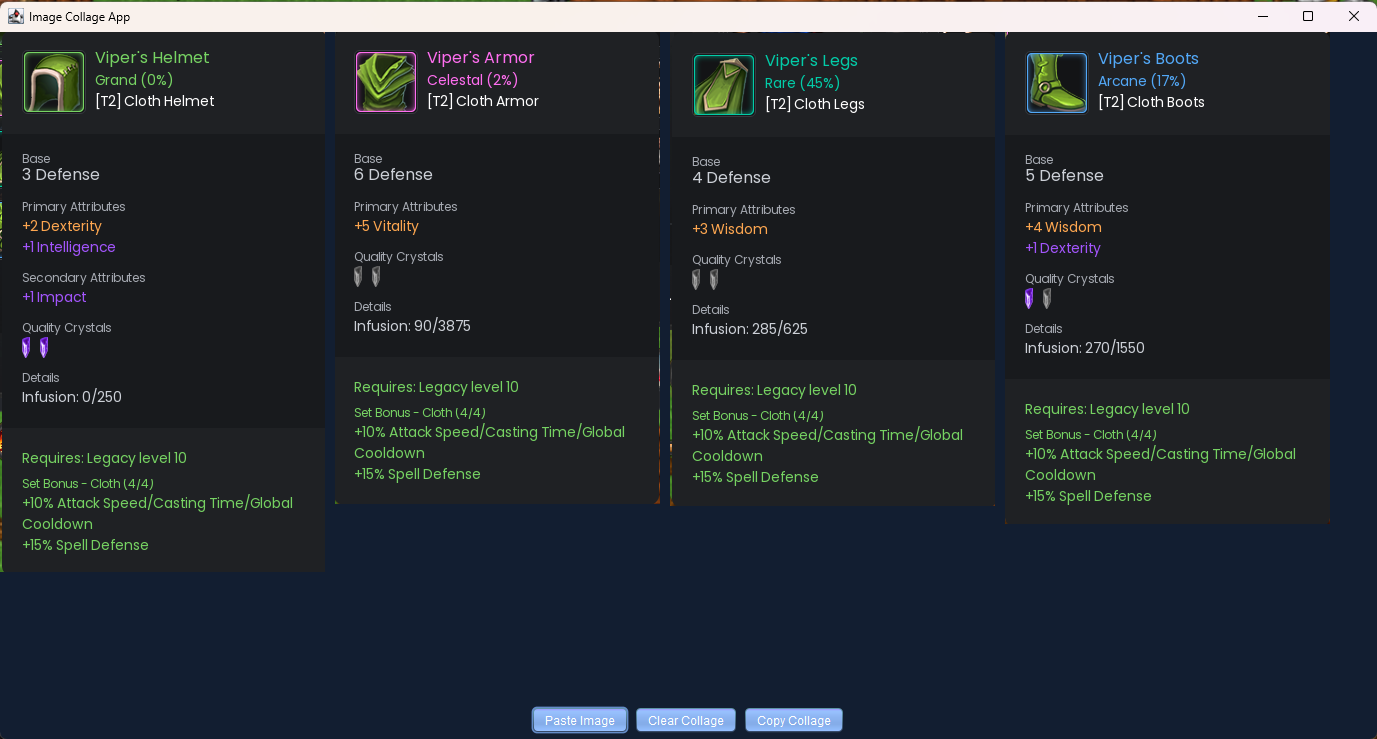 Image Collage App
Viper's Helmet
Grand (0%)
[T2] Cloth Helmet
Base
3 Defense
Primary Attributes
+2 Dexterity
+1 Intelligence
Secondary Attributes
+1 Impact
Quality Crystals
Details
Infusion: 0/250
Requires: Legacy level 10
Set Bonus - Cloth (4/4)
+10% Attack Speed/Casting Time/Global
Cooldown
+15% Spell Defense
Viper's Armor
Celestal (2%)
[T2] Cloth Armor
Base
6 Defense
Primary Attributes
+5 Vitality
Quality Crystals
Details
Infusion: 90/3875
Requires: Legacy level 10
Set Bonus - Cloth (4/4)
+10% Attack Speed/Casting Time/Global
Cooldown
+15% Spell Defense
Viper's Legs
Rare (45%)
[T2] Cloth Legs
Base
4 Defense
Primary Attributes
+3 Wisdom
Quality Crystals
Details
Infusion: 285/625
Requires: Legacy level 10
Set Bonus - Cloth (4/4)
+10% Attack Speed/Casting Time/Global
Cooldown
+15% Spell Defense
Viper's Boots
Arcane (17%)
[T2] Cloth Boots
Base
5 Defense
Primary Attributes
+4 Wisdom
+1 Dexterity
Quality Crystals
Details
Infusion: 270/1550
Requires: Legacy level 10
Set Bonus - Cloth (4/4)
+10% Attack Speed/Casting Time/Global
Cooldown
+15% Spell Defense
Paste Image
Clear Collage
Copy Collage